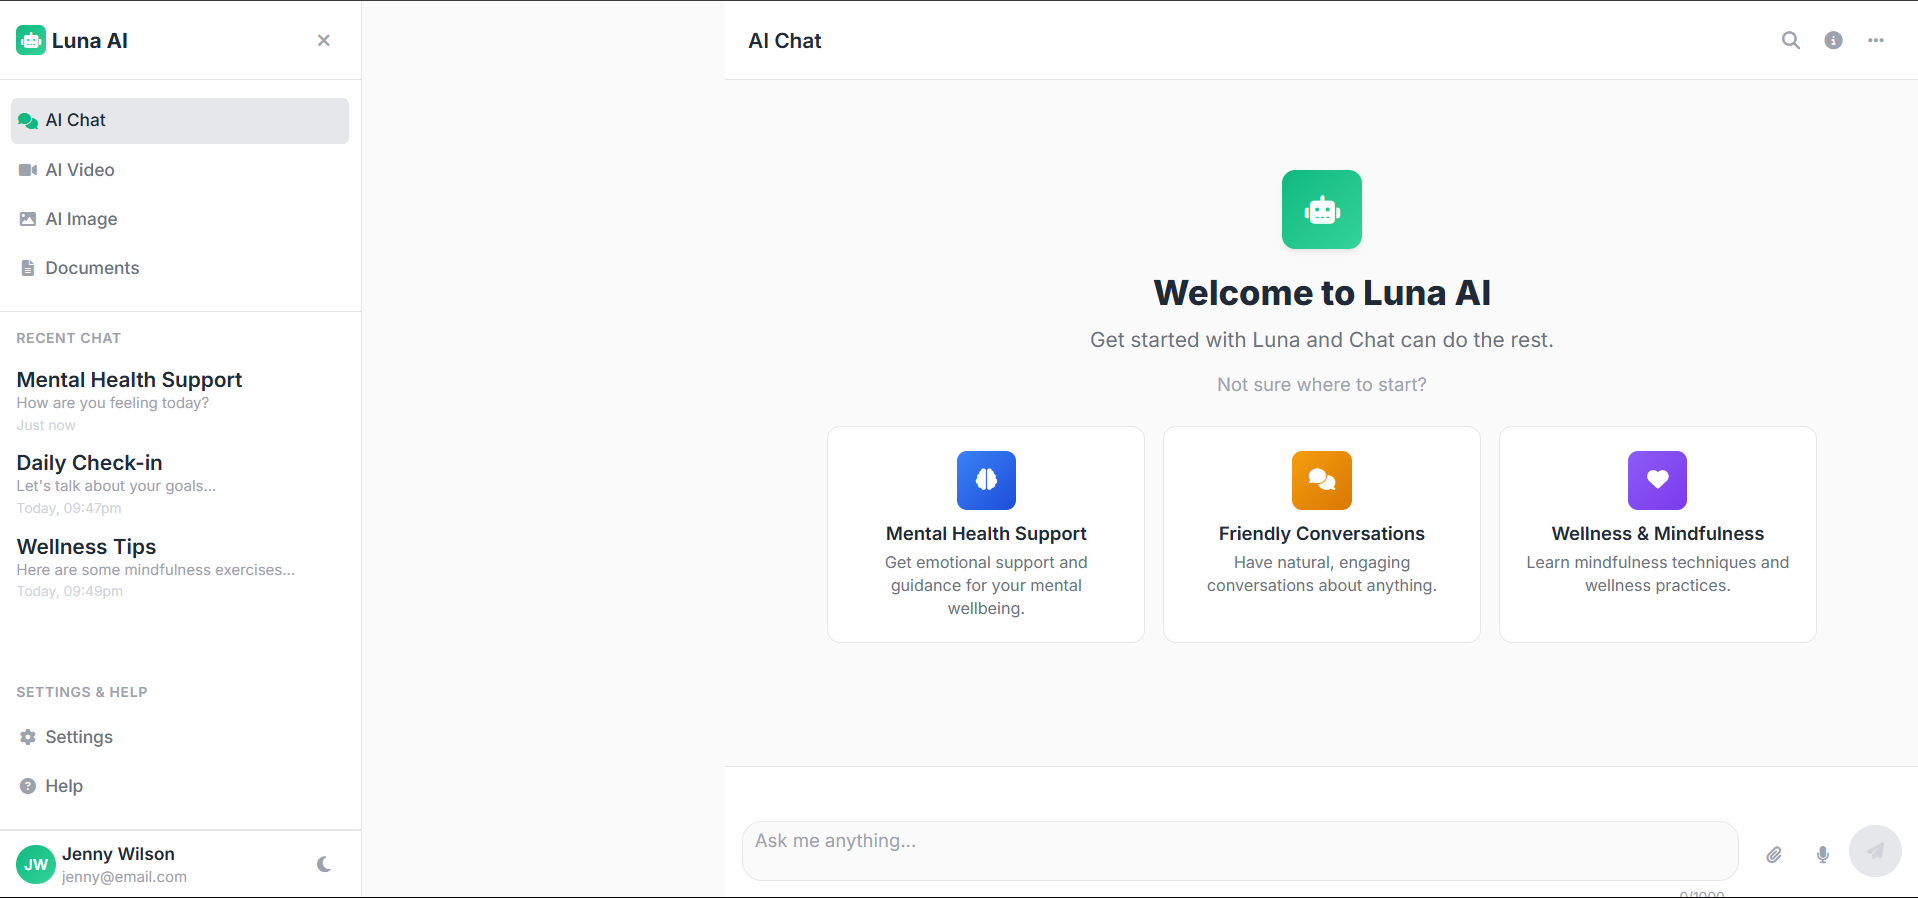 Luna AI
AI Chat
AI Video
AI Image
Documents
RECENT CHAT
Mental Health Support
How are you feeling today?
Just now
Daily Check-in
Let's talk about your goals...
Today, 09:47pm
Wellness Tips
Here are some mindfulness exercises...
Today, 09:49pm
SETTINGS & HELP
Settings
Help
JW
Jenny Wilson
jenny@email.com
AI Chat
Welcome to Luna AI
Get started with Luna and Chat can do the rest.
Not sure where to start?
Mental Health Support
Get emotional support and
guidance for your mental
wellbeing.
Friendly Conversations
Have natural, engaging
conversations about anything.
Wellness & Mindfulness
Learn mindfulness techniques and
wellness practices.
Ask me anything...
0/1000